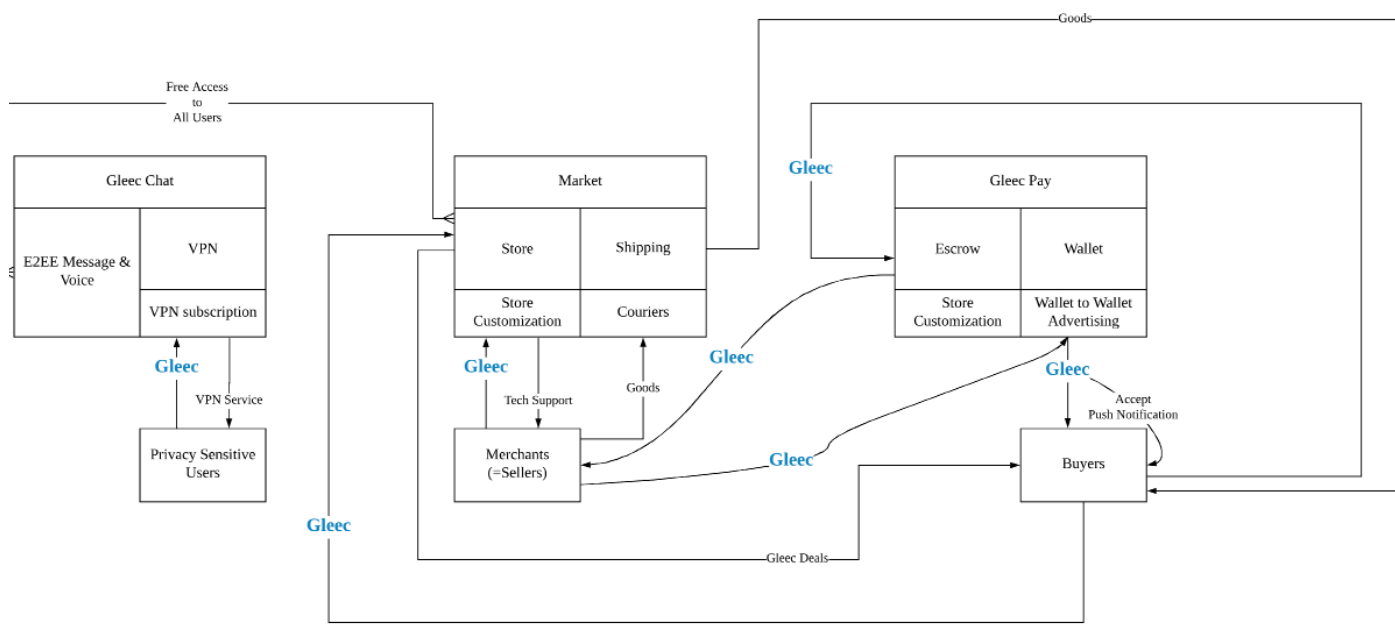 Goods
Free Access
to
All Users
Gleec
Gleec Chat
Market
Gleec Pay
E2EE Message &
Voice
VPN
VPN subscription
Store
Shipping
Store
Customization
Couriers
Escrow
Wallet
Store
Customization
Wallet to Wallet
Advertising
Gleec
VPN Service
Gleec
Tech Support
Goods
Gleec
Gleec
Accept
Push Notification
Privacy Sensitive
Users
Merchants
(=Sellers)
Gleec
Buyers
Gleec
Gleec Deals